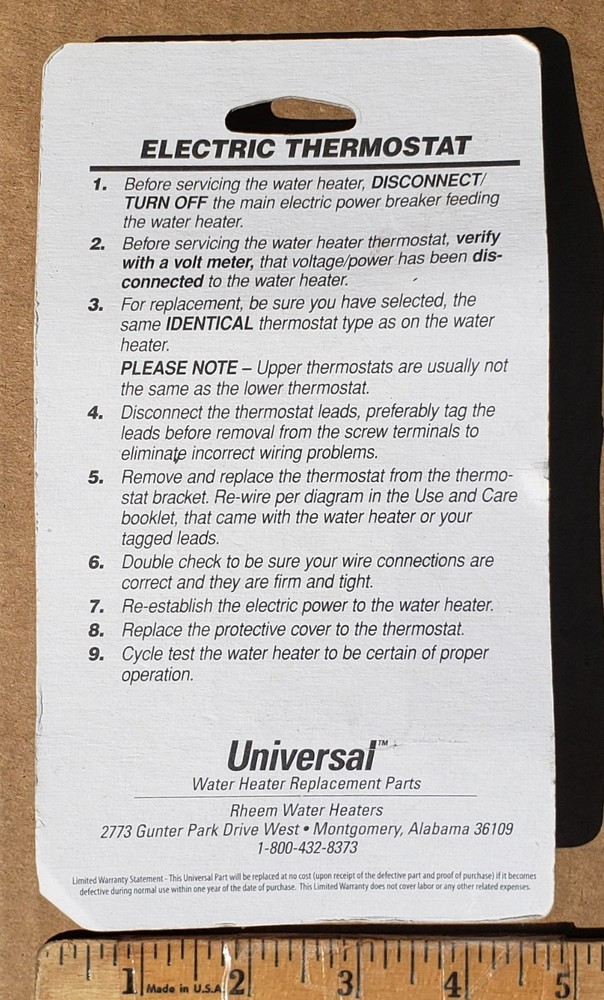 ELECTRIC THERMOSTAT
1. Before servicing the water heater, DISCONNECT/
TURN OFF the main electric power breaker feeding
the water heater.
2. Before servicing the water heater thermostat, verify
with a volt meter, that voltage/power has been dis-
connected to the water heater.
3. For replacement, be sure you have selected, the
same IDENTICAL thermostat type as on the water
heater.
PLEASE NOTE – Upper thermostats are usually not
the same as the lower thermostat.
4. Disconnect the thermostat leads, preferably tag the
leads before removal from the screw terminals to
eliminate incorrect wiring problems.
5. Remove and replace the thermostat from the thermo-
stat bracket. Re-wire per diagram in the Use and Care
booklet, that came with the water heater or your
tagged leads.
6. Double check to be sure your wire connections are
correct and they are firm and tight.
7. Re-establish the electric power to the water heater.
8. Replace the protective cover to the thermostat.
9. Cycle test the water heater to be certain of proper
operation.
Universal™
Water Heater Replacement Parts
Rheem Water Heaters
2773 Gunter Park Drive West • Montgomery, Alabama 36109
1-800-432-8373
Limited Warranty Statement - This Universal Part will be replaced at no cost (upon receipt of the defective part and proof of purchase) if it becomes
defective during normal use within one year of the date of purchase. This Limited Warranty does not cover labor or any other related expenses.
1 Made in U.S.A. 2 3 4 5